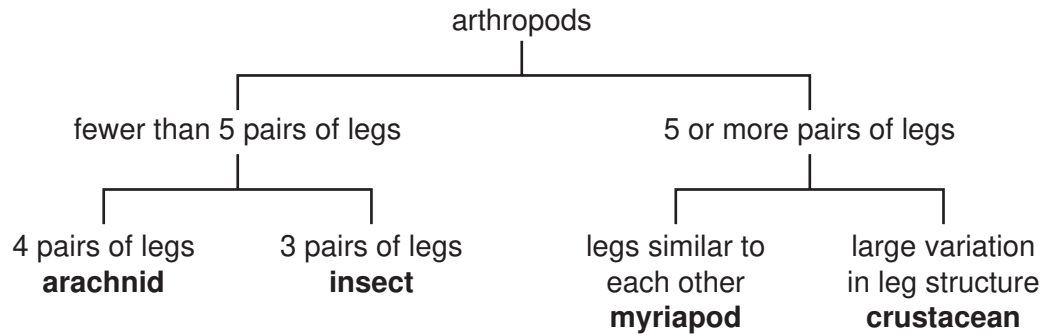 arthropods
fewer than 5 pairs of legs
5 or more pairs of legs
4 pairs of legs
arachnid
3 pairs of legs
insect
legs similar to
each other
myriapod
large variation
in leg structure
crustacean